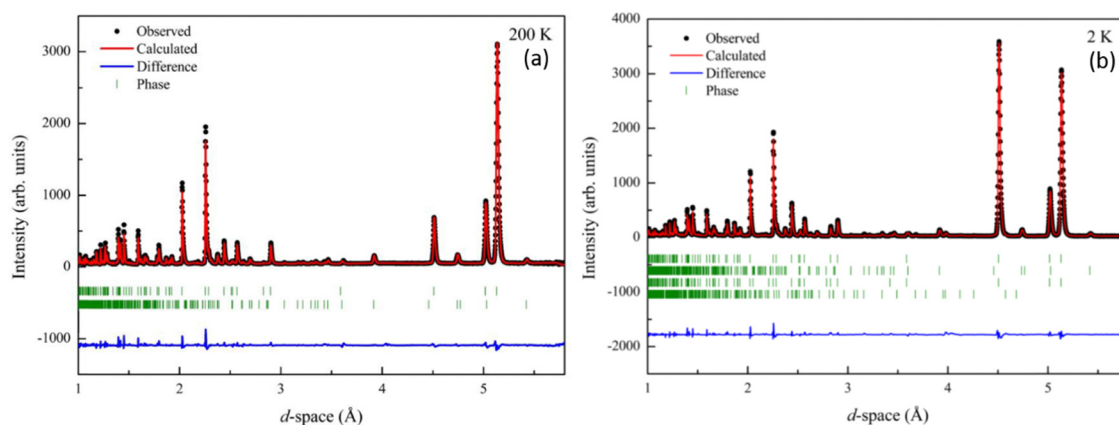 200 K
(a)
Observed
Calculated
Difference
Phase
3000
2000
1000
0
-1000
Intensity (arb. units)
1 2 3 4 5
d-space (Å)
2 K
(b)
Observed
Calculated
Difference
Phase
4000
3000
2000
1000
0
-1000
-2000
Intensity (arb. units)
1 2 3 4 5
d-space (Å)